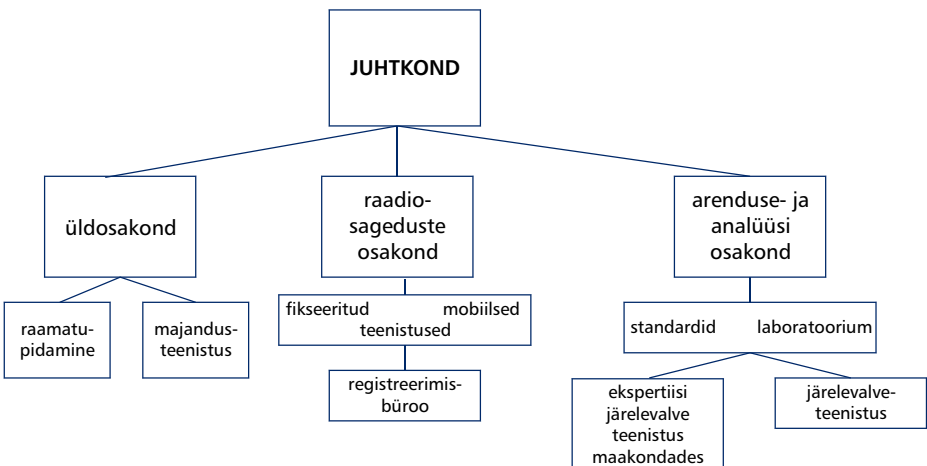 JUHTKOND
üldosakond
raadio-
sageduste
osakond
arenduse- ja
analüüsi
osakond
raamatu-
pidamine
majandus-
teenistus
fikseeritud mobiilsed
teenistused
registreerimis-
büroo
standardid laboratoorium
ekspertiisi
järelevalve
teenistus
maakondades
järelevalve-
teenistus